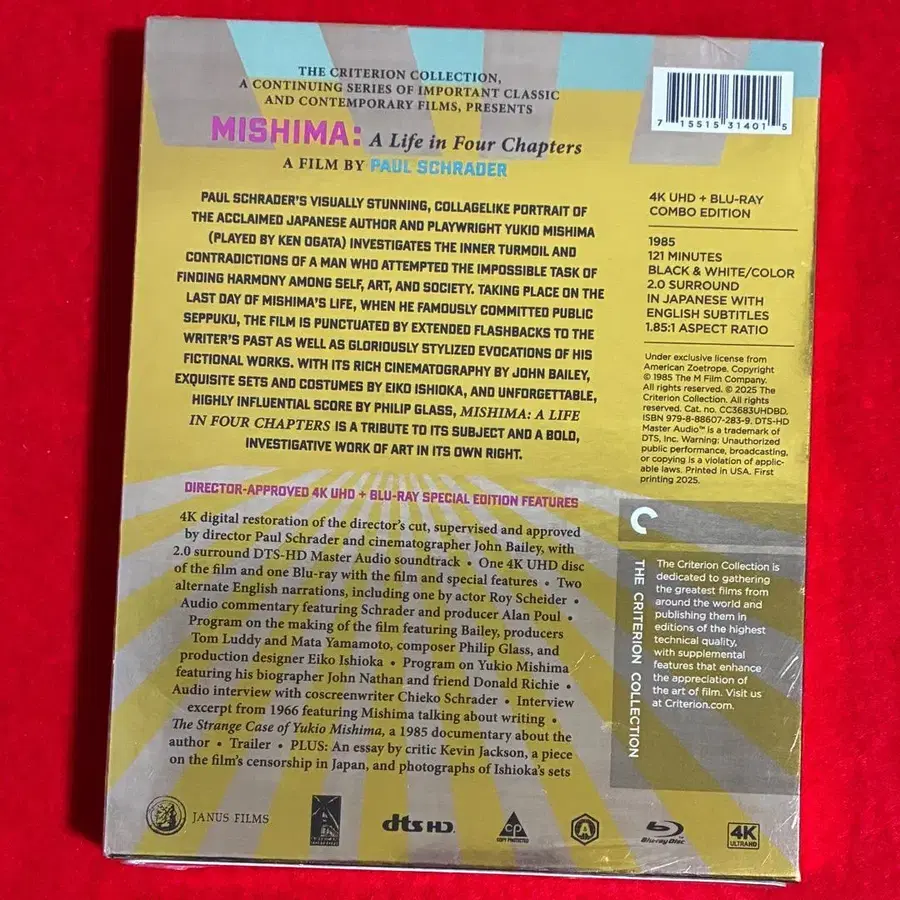 THE CRITERION COLLECTION,
A CONTINUING SERIES OF IMPORTANT CLASSIC
AND CONTEMPORARY FILMS, PRESENTS
MISHIMA: A Life in Four Chapters
A FILM BY PAUL SCHRADER
PAUL SCHRADER'S VISUALLY STUNNING, COLLAGELIKE PORTRAIT OF
THE ACCLAIMED JAPANESE AUTHOR AND PLAYWRIGHT YUKIO MISHIMA
(PLAYED BY KEN OGATA) INVESTIGATES THE INNER TURMOIL AND
CONTRADICTIONS OF A MAN WHO ATTEMPTED THE IMPOSSIBLE TASK OF
FINDING HARMONY AMONG SELF, ART, AND SOCIETY. TAKING PLACE ON THE
LAST DAY OF MISHIMA'S LIFE, WHEN HE FAMOUSLY COMMITTED PUBLIC
SEPPUKU, THE FILM IS PUNCTUATED BY EXTENDED FLASHBACKS TO THE
WRITER'S PAST AS WELL AS GLORIOUSLY STYLIZED EVOCATIONS OF HIS
FICTIONAL WORKS. WITH ITS RICH CINEMATOGRAPHY BY JOHN BAILEY,
EXQUISITE SETS AND COSTUMES BY EIKO ISHIOKA, AND UNFORGETTABLE,
HIGHLY INFLUENTIAL SCORE BY PHILIP GLASS, MISHIMA: A LIFE
IN FOUR CHAPTERS IS A TRIBUTE TO ITS SUBJECT AND A BOLD,
INVESTIGATIVE WORK OF ART IN ITS OWN RIGHT.
DIRECTOR-APPROVED 4K UHD + BLU-RAY SPECIAL EDITION FEATURES
4K digital restoration of the director's cut, supervised and approved
by director Paul Schrader and cinematographer John Bailey, with
2.0 surround DTS-HD Master Audio soundtrack • One 4K UHD disc
of the film and one Blu-ray with the film and special features • Two
alternate English narrations, including one by actor Roy Scheider •
Audio commentary featuring Schrader and producer Alan Poul •
Program on the making of the film featuring Bailey, producers
Tom Luddy and Mata Yamamoto, composer Philip Glass, and
production designer Eiko Ishioka • Program on Yukio Mishima
featuring his biographer John Nathan and friend Donald Richie •
Audio interview with coscreenwriter Chieko Schrader • Interview
excerpt from 1966 featuring Mishima talking about writing •
The Strange Case of Yukio Mishima, a 1985 documentary about the
author • Trailer • PLUS: An essay by critic Kevin Jackson, a piece
on the film's censorship in Japan, and photographs of Ishioka's sets
7 15515 31401 5
4K UHD + BLU-RAY
COMBO EDITION
1985
121 MINUTES
BLACK & WHITE/COLOR
2.0 SURROUND
IN JAPANESE WITH
ENGLISH SUBTITLES
1.85:1 ASPECT RATIO
Under exclusive license from
American Zoetrope. Copyright
© 1985 The M Film Company.
All rights reserved. © 2025 The
Criterion Collection. All rights
reserved. Cat. no. CC3683UHDBD.
ISBN 979-8-88607-283-9. DTS-HD
Master Audio™ is a trademark of
DTS, Inc. Warning: Unauthorized
public performance, broadcasting,
or copying is a violation of applic-
able laws. Printed in USA. First
printing 2025.
THE CRITERION COLLECTION
The Criterion Collection is
dedicated to gathering
the greatest films from
around the world and
publishing them in
editions of the highest
technical quality,
with supplemental
features that enhance
the appreciation of
the art of film. Visit us
at Criterion.com.
JANUS FILMS
dts HD
CP
COPY PROTECTED
A
Blu-ray Disc
4K
ULTRA HD